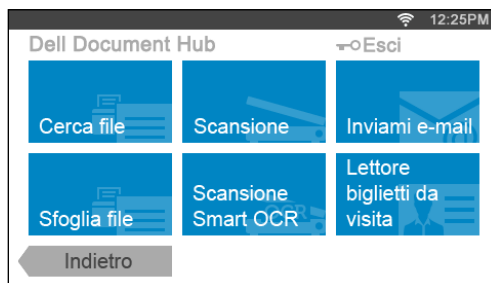 12:25PM
Dell Document Hub
Esci
Cerca file
Scansione
Inviami e-mail
Sfoglia file
Scansione
Smart OCR
OCR
Lettore
biglietti da
visita
Indietro